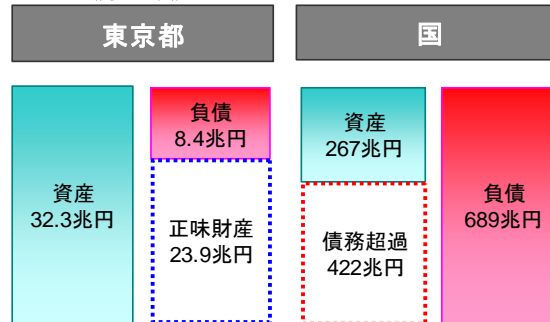 東京都
国
資産
32.3兆円
負債
8.4兆円
正味財産
23.9兆円
資産
267兆円
債務超過
422兆円
負債
689兆円